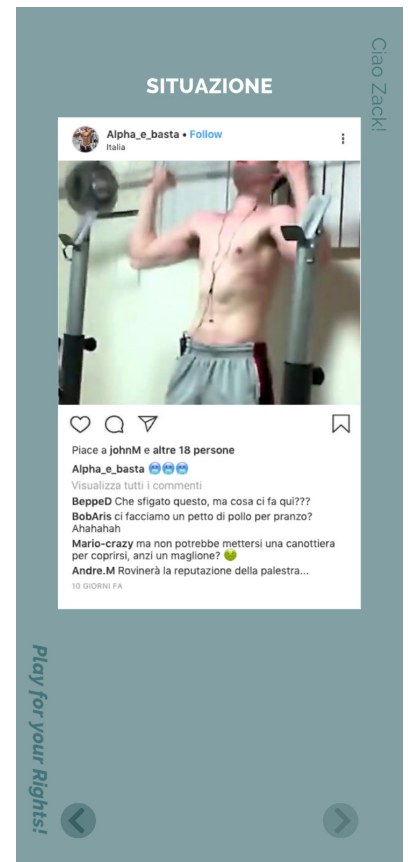 Ciao Zack!
SITUAZIONE
Alpha_e_basta • Follow
Italia
Piace a johnM e altre 18 persone
Alpha_e_basta 🥶🥶🥶
Visualizza tutti i commenti
BeppeD Che sfigato questo, ma cosa ci fa qui???
BobAris ci facciamo un petto di pollo per pranzo?
Ahahahah
Mario-crazy ma non potrebbe mettersi una canottiera
per coprirsi, anzi un maglione? 🤢
Andre.M Rovinerà la reputazione della palestra...
10 GIORNI FA
Play for your Rights!